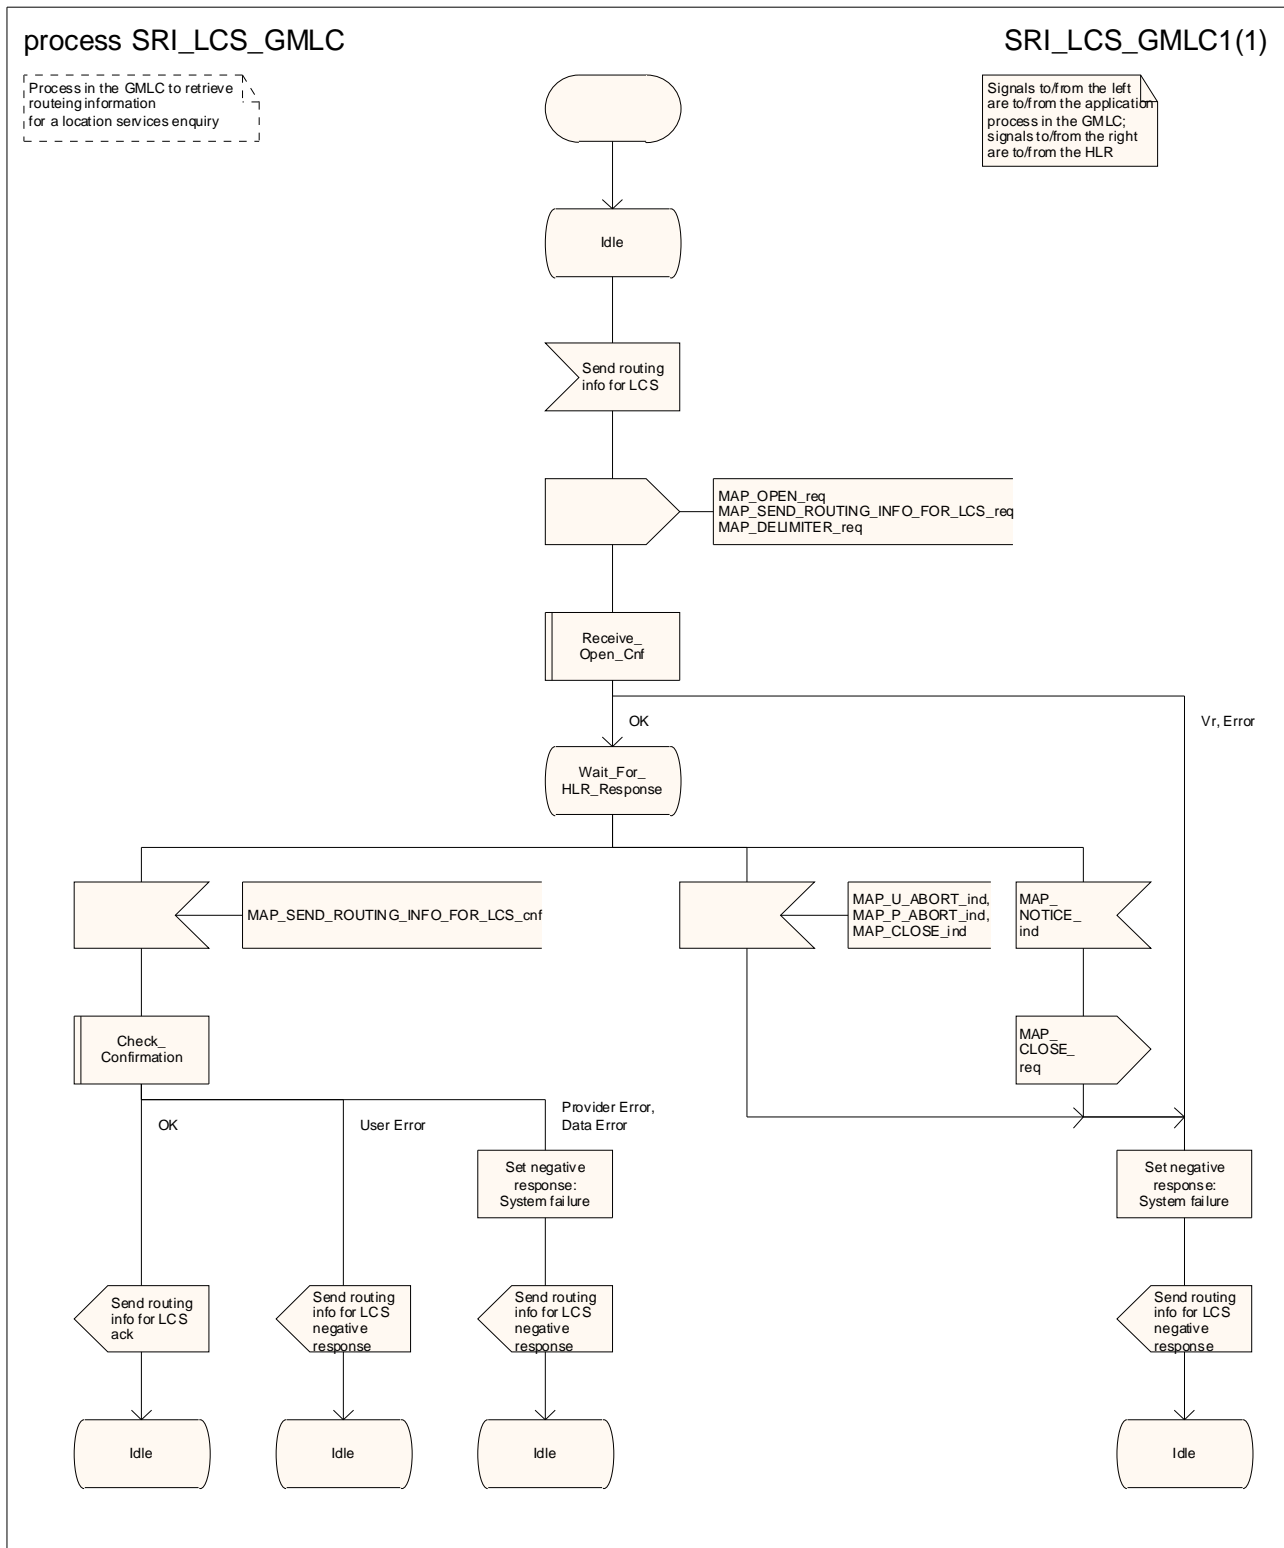 process SRI_LCS_GMLC
SRI_LCS_GMLC1(1)
Process in the GMLC to retrieve
routeing information
for a location services enquiry
Signals to/from the left
are to/from the application
process in the GMLC;
signals to/from the right
are to/from the HLR
Idle
Send routing
info for LCS
MAP_OPEN_req
MAP_SEND_ROUTING_INFO_FOR_LCS_req
MAP_DELIMITER_req
Receive_
Open_Cnf
OK
Vr, Error
Wait_For_
HLR_Response
MAP_SEND_ROUTING_INFO_FOR_LCS_cnf
MAP_U_ABORT_ind,
MAP_P_ABORT_ind,
MAP_CLOSE_ind
MAP_
NOTICE_
ind
Check_
Confirmation
MAP_
CLOSE_
req
OK
User Error
Provider Error,
Data Error
Set negative
response:
System failure
Set negative
response:
System failure
Send routing
info for LCS
ack
Send routing
info for LCS
negative
response
Send routing
info for LCS
negative
response
Send routing
info for LCS
negative
response
Idle
Idle
Idle
Idle